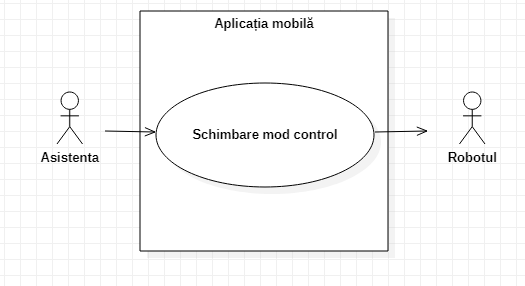 Aplicația mobilă
Schimbare mod control
Asistenta
Robotul